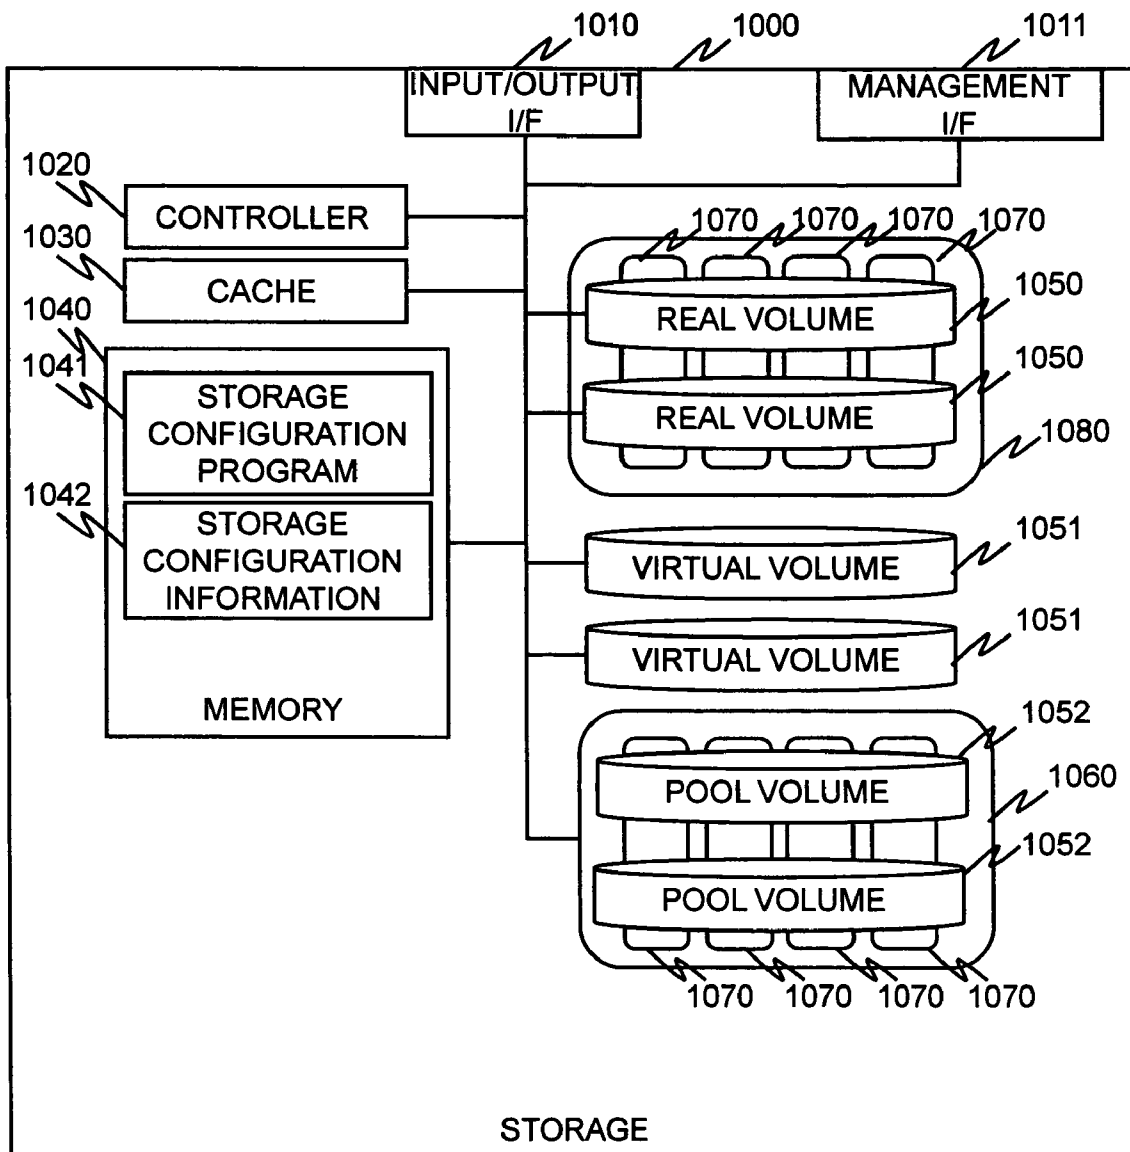 1010
1000
1011
INPUT/OUTPUT
I/F
MANAGEMENT
I/F
1020
CONTROLLER
1030
CACHE
1040
1041
STORAGE
CONFIGURATION
PROGRAM
1042
STORAGE
CONFIGURATION
INFORMATION
MEMORY
1070
1070
1070
1070
1050
REAL VOLUME
1050
REAL VOLUME
1080
1051
VIRTUAL VOLUME
1051
VIRTUAL VOLUME
1052
POOL VOLUME
1060
1052
POOL VOLUME
1070
1070
1070
1070
STORAGE